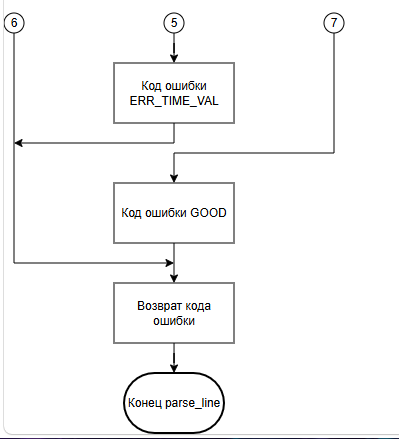 6
5
7
Код ошибки
ERR_TIME_VAL
Код ошибки GOOD
Возврат кода
ошибки
Конец parse_line